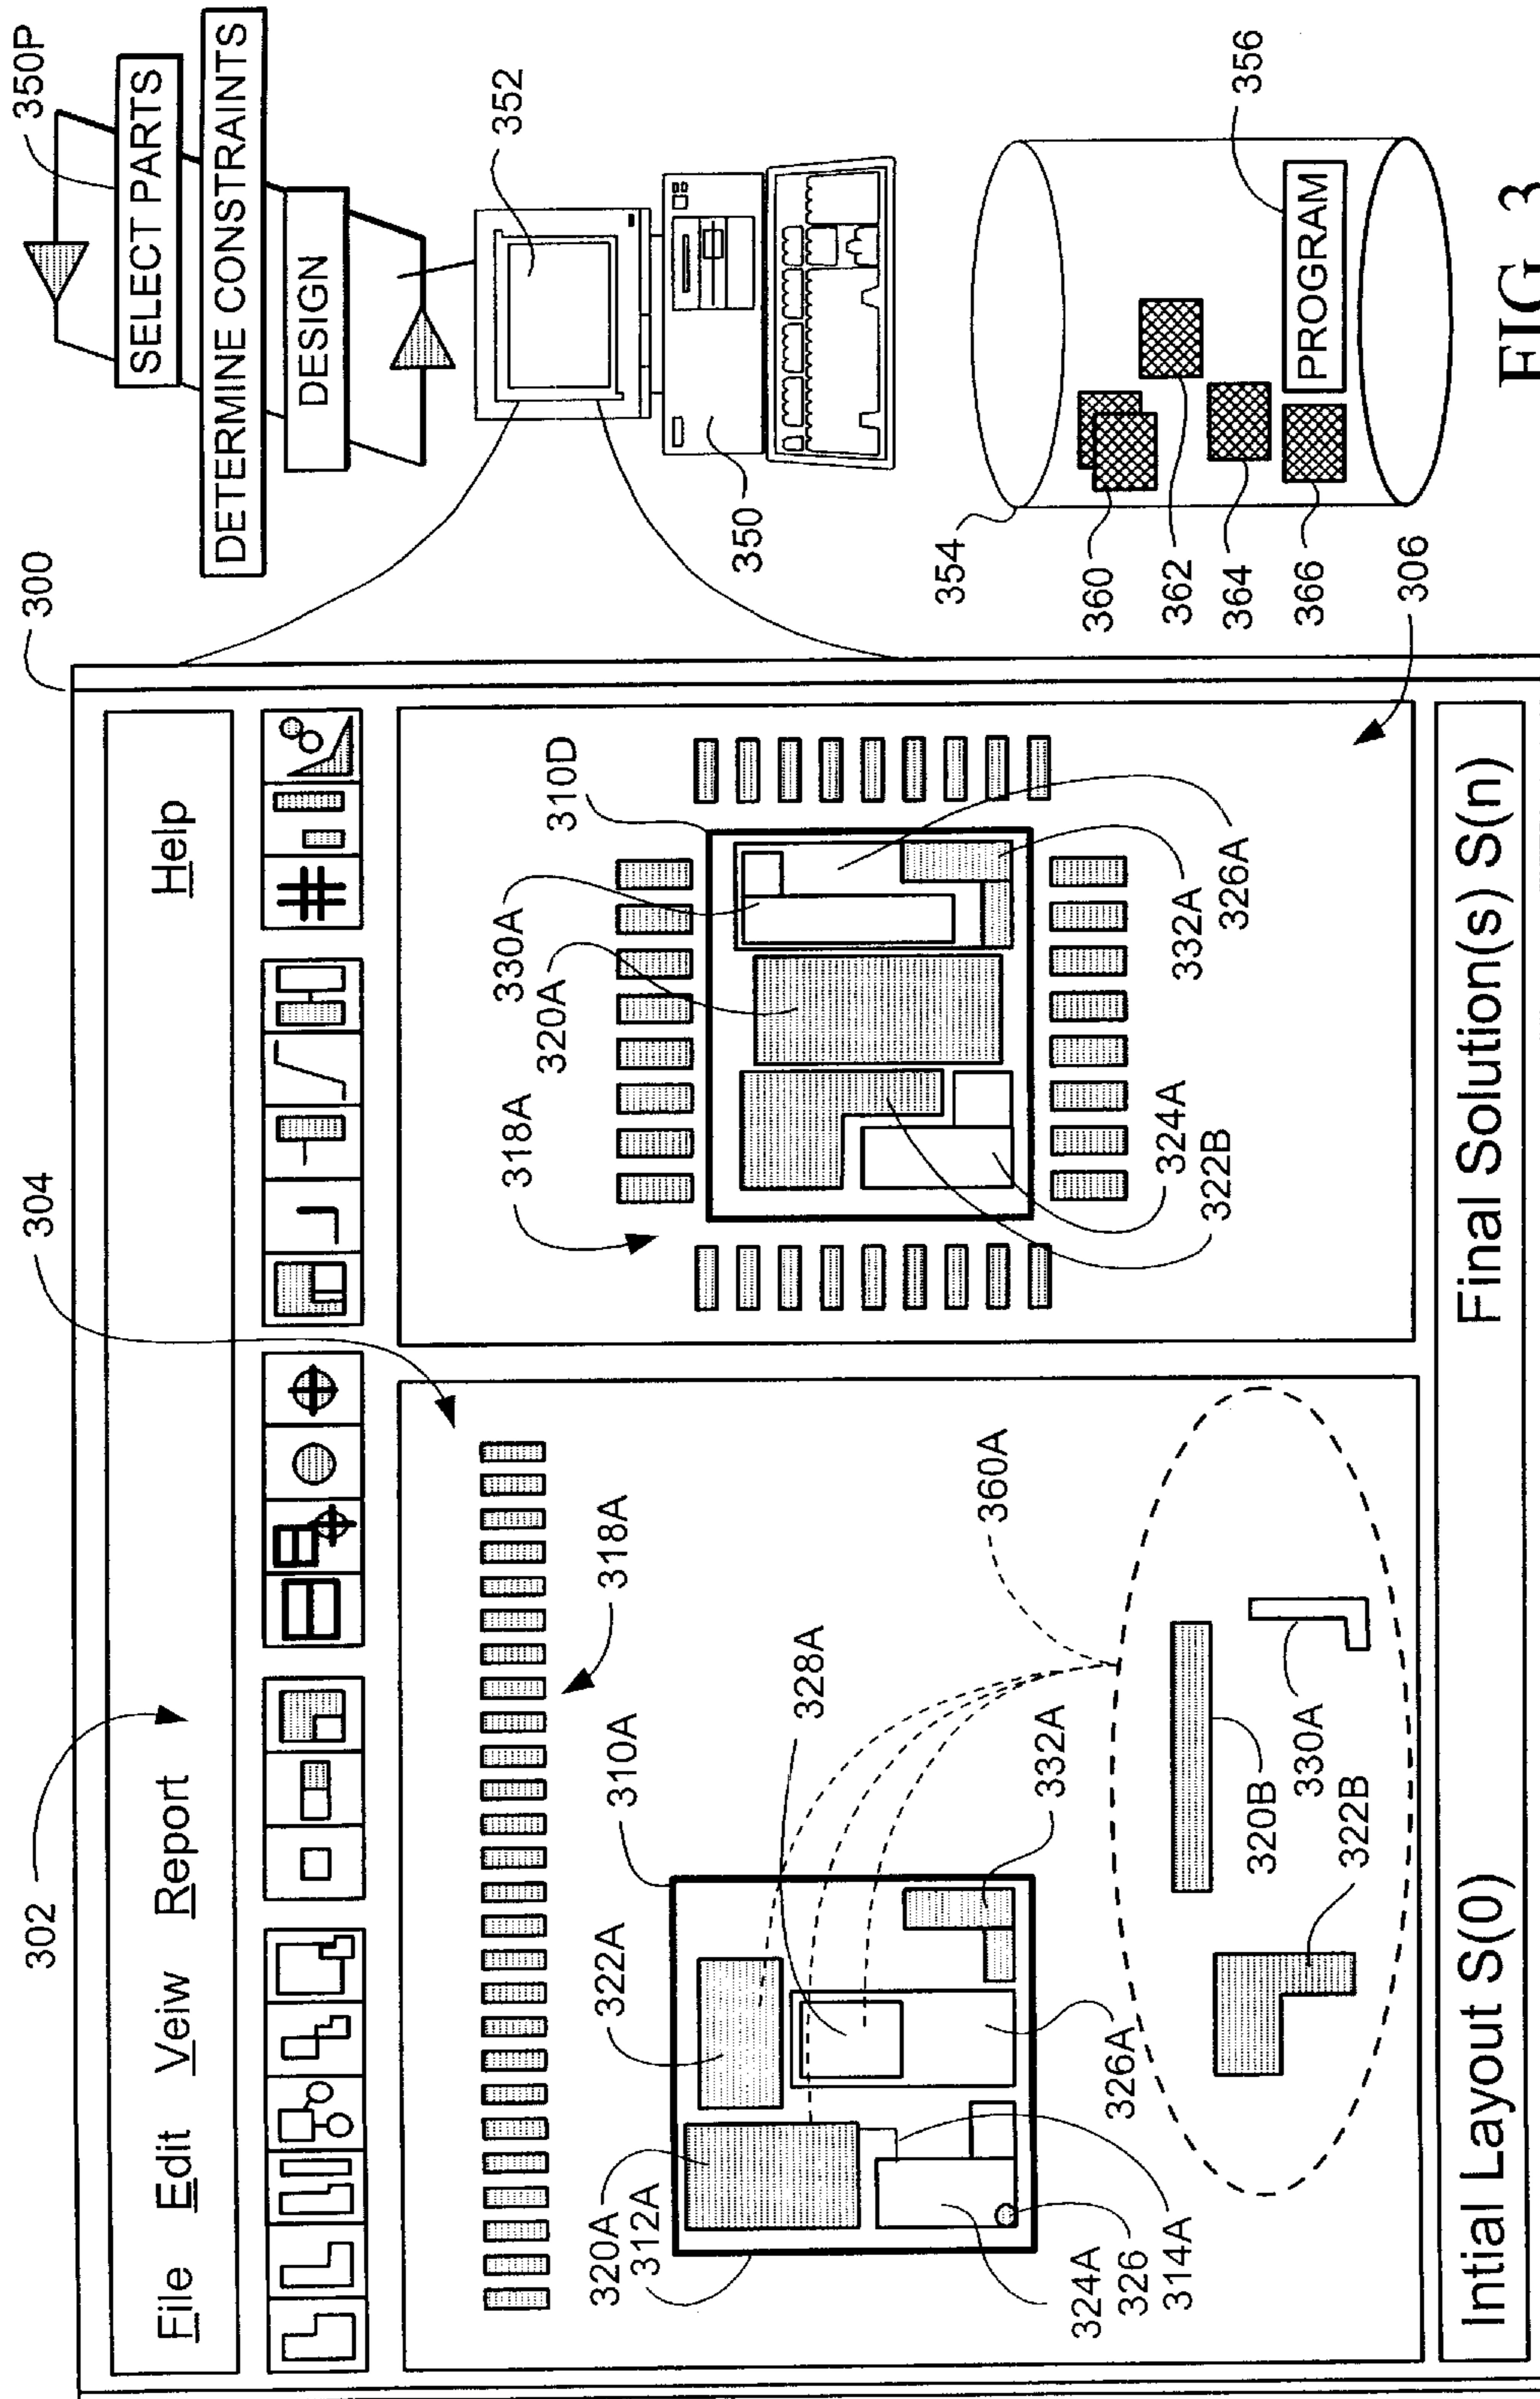 300
302
304
File Edit Veiw Report Help
318A
310A
322A
320A
312A
328A
332A
324A
326
314A
326A
360A
320B
330A
322B
Intial Layout S(0)
310D
330A
320A
318A
332A
326A
324A
322B
306
Final Solution(s) S(n)
350P
SELECT PARTS
DETERMINE CONSTRAINTS
DESIGN
352
350
354
360
362
364
366
PROGRAM
356
FIG. 3